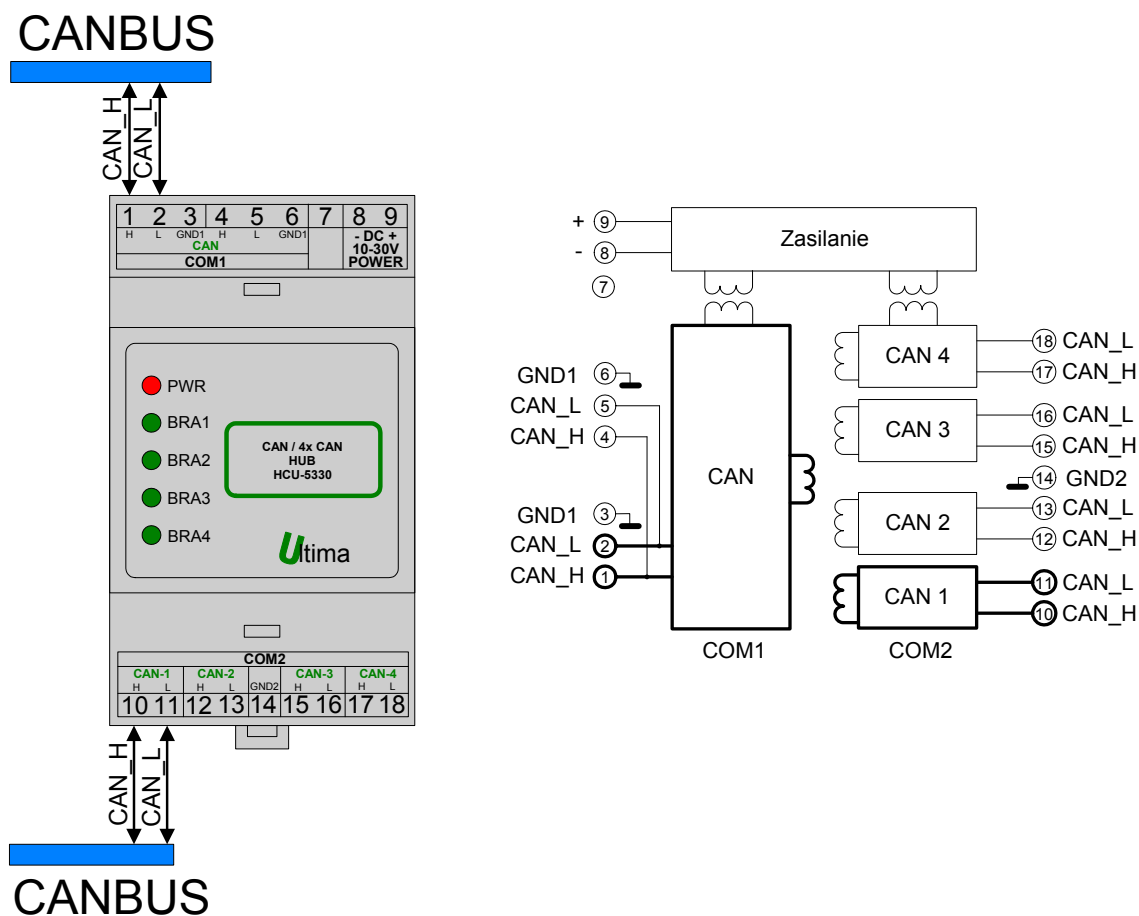 CANBUS
CAN_H
CAN_L
1 2 3 4 5 6 7 8 9
H L GND1 H L GND1
CAN
COM1
- DC +
10-30V
POWER
PWR
BRA1
BRA2
BRA3
BRA4
CAN / 4x CAN
HUB
HCU-5330
Ultima
COM2
CAN-1 CAN-2 CAN-3 CAN-4
H L H L GND2 H L H L
10 11 12 13 14 15 16 17 18
CAN_H
CAN_L
CANBUS
+ 9
- 8
7
Zasilanie
GND1 6
CAN_L 5
CAN_H 4
GND1 3
CAN_L 2
CAN_H 1
CAN
COM1
CAN 4
18 CAN_L
17 CAN_H
CAN 3
16 CAN_L
15 CAN_H
14 GND2
CAN 2
13 CAN_L
12 CAN_H
CAN 1
11 CAN_L
10 CAN_H
COM2